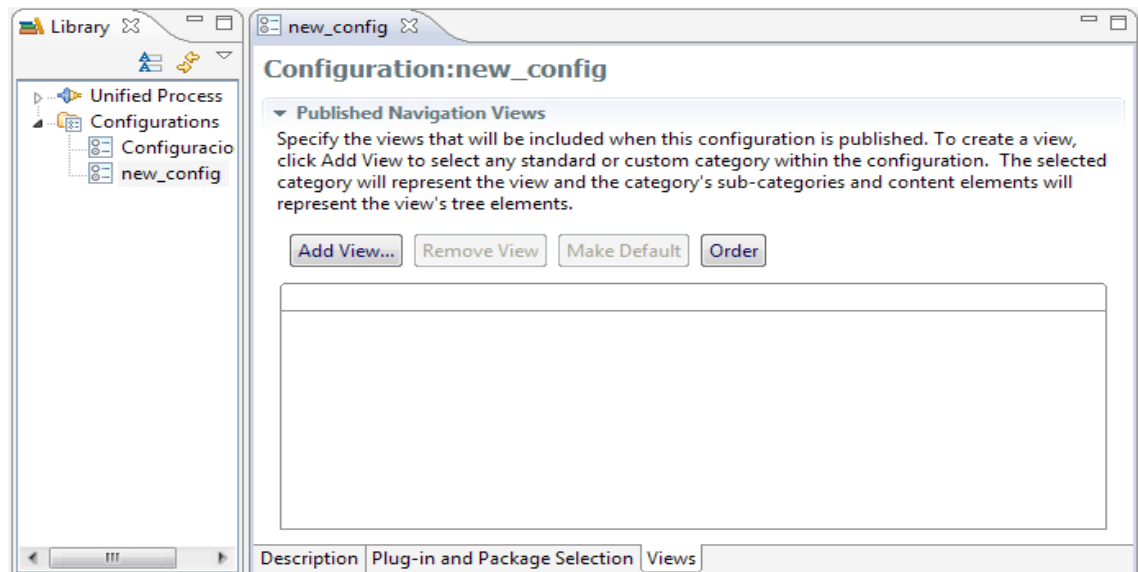 Library
Unified Process
Configurations
Configuracio
new_config
new_config
Configuration:new_config
Published Navigation Views
Specify the views that will be included when this configuration is published. To create a view,
click Add View to select any standard or custom category within the configuration. The selected
category will represent the view and the category's sub-categories and content elements will
represent the view's tree elements.
Add View... Remove View Make Default Order
Description Plug-in and Package Selection Views